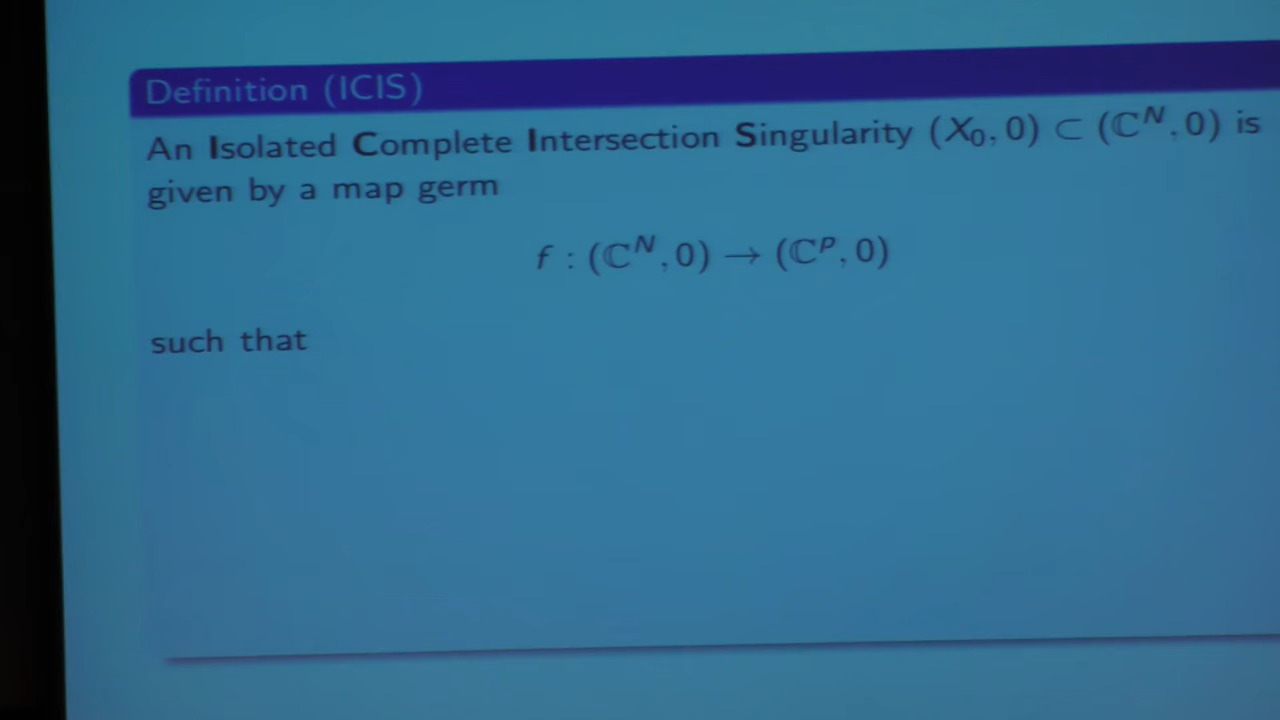 Definition (ICIS)
An Isolated Complete Intersection Singularity (X₀, 0) ⊂ (ℂᴺ, 0) is
given by a map germ
f : (ℂᴺ, 0) → (ℂᵖ, 0)
such that